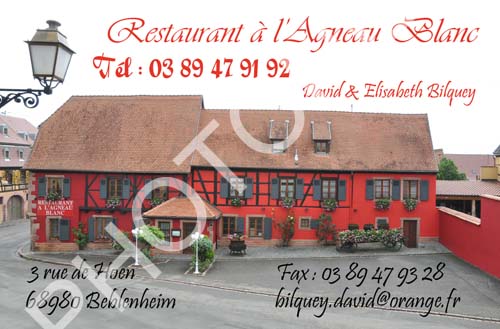 Restaurant à l'Agneau Blanc
Tél : 03 89 47 91 92
David & Elisabeth Bilquey
RESTAURANT
A L'AGNEAU
BLANC
3 rue de Hoen
68980 Beblenheim
Fax : 03 89 47 93 28
bilquey.david@orange.fr